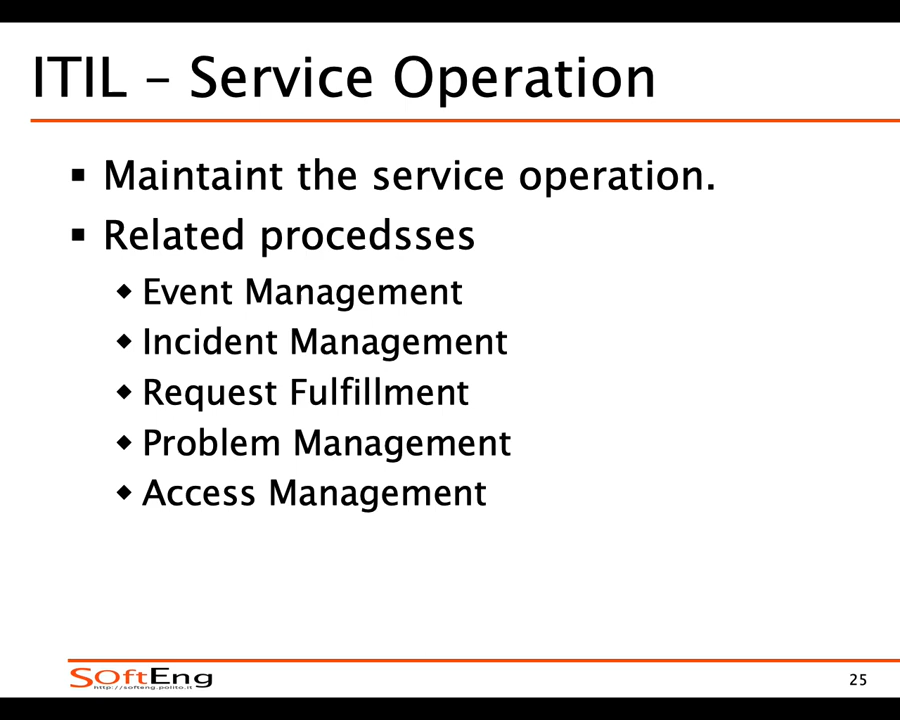 ITIL – Service Operation
▪ Maintaint the service operation.
▪ Related procedsses
◆ Event Management
◆ Incident Management
◆ Request Fulfillment
◆ Problem Management
◆ Access Management
SOftEng
http://softeng.polito.it
25